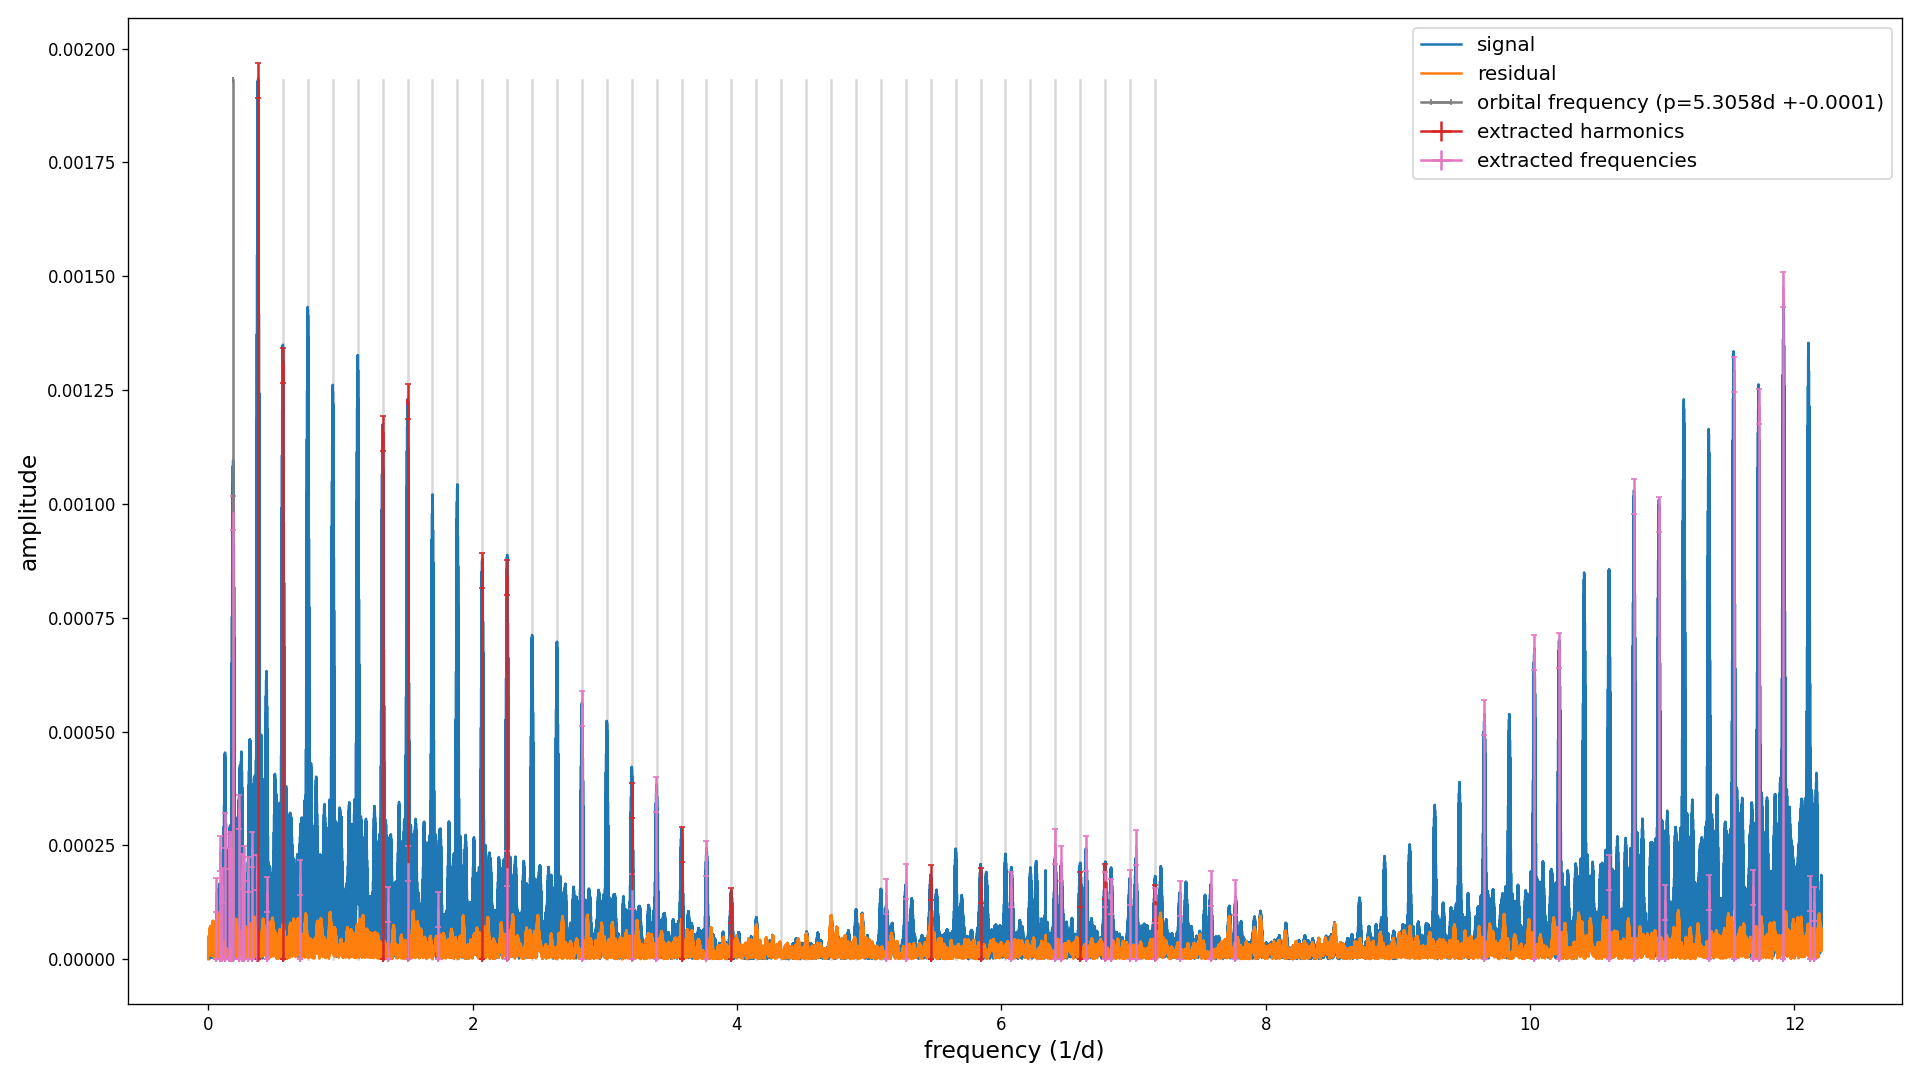 signal
residual
orbital frequency (p=5.3058d +-0.0001)
extracted harmonics
extracted frequencies
amplitude
0.00200
0.00175
0.00150
0.00125
0.00100
0.00075
0.00050
0.00025
0.00000
0 2 4 6 8 10 12
frequency (1/d)